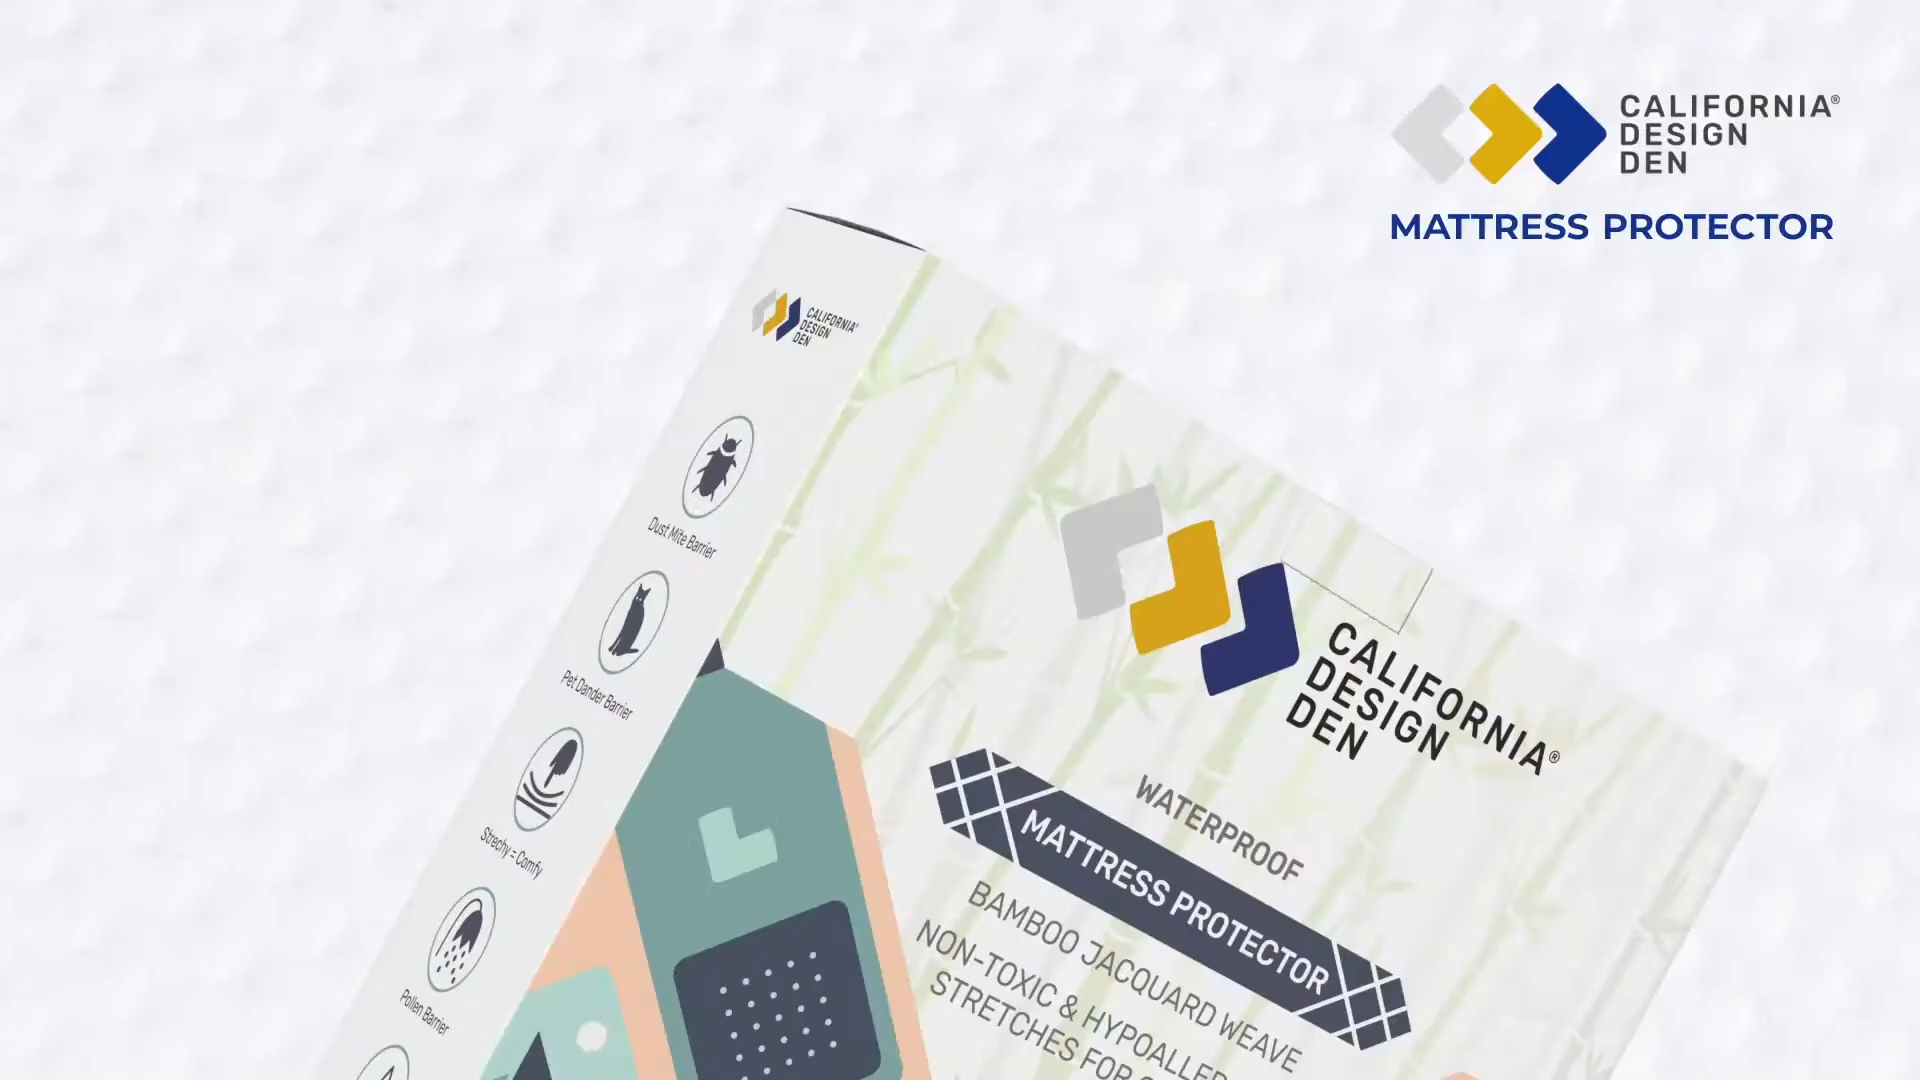 CALIFORNIA®
DESIGN
DEN
MATTRESS PROTECTOR
CALIFORNIA®
DESIGN
DEN
Dust Mite Barrier
Pet Dander Barrier
Strechy = Comfy
Pollen Barrier
CALIFORNIA®
DESIGN
DEN
WATERPROOF
MATTRESS PROTECTOR
BAMBOO JACQUARD WEAVE
NON-TOXIC & HYPOALLER
STRETCHES FOR